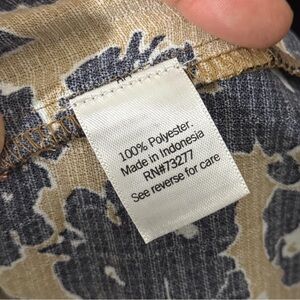 100% Polyester.
Made in Indonesia
RN#73277
See reverse for care